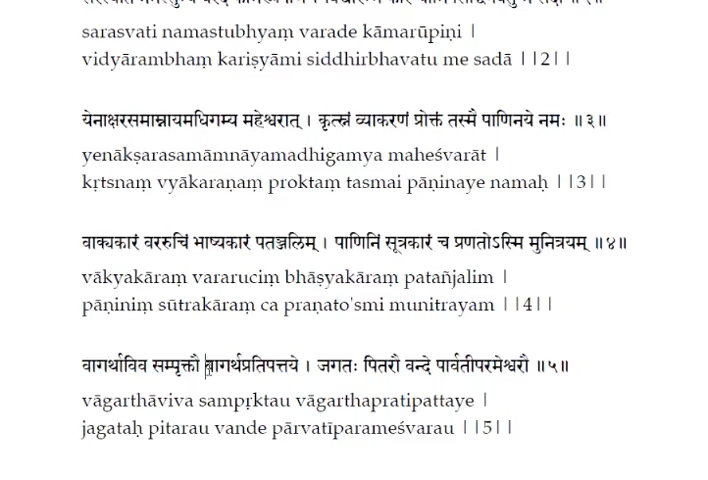 sarasvati namastubhyaṃ varade kāmarūpiṇi |
vidyārambhaṃ kariṣyāmi siddhirbhavatu me sadā ||2||
येनाक्षरसमाम्नायमधिगम्य महेश्वरात् । कृत्स्नं व्याकरणं प्रोक्तं तस्मै पाणिनये नमः ॥३॥
yenākṣarasamāmnāyamadhigamya maheśvarāt |
kṛtsnaṃ vyākaraṇaṃ proktaṃ tasmai pāṇinaye namaḥ ||3||
वाक्यकारं वररुचिं भाष्यकारं पतञ्जलिम् । पाणिनिं सूत्रकारं च प्रणतोऽस्मि मुनित्रयम् ॥४॥
vākyakāraṃ vararuciṃ bhāṣyakāraṃ patañjalim |
pāṇiniṃ sūtrakāraṃ ca praṇato'smi munitrayam ||4||
वागर्थाविव सम्पृक्तौ वागर्थप्रतिपत्तये । जगतः पितरौ वन्दे पार्वतीपरमेश्वरौ ॥५॥
vāgarthāviva sampṛktau vāgarthapratipattaye |
jagataḥ pitarau vande pārvatīparameśvarau ||5||